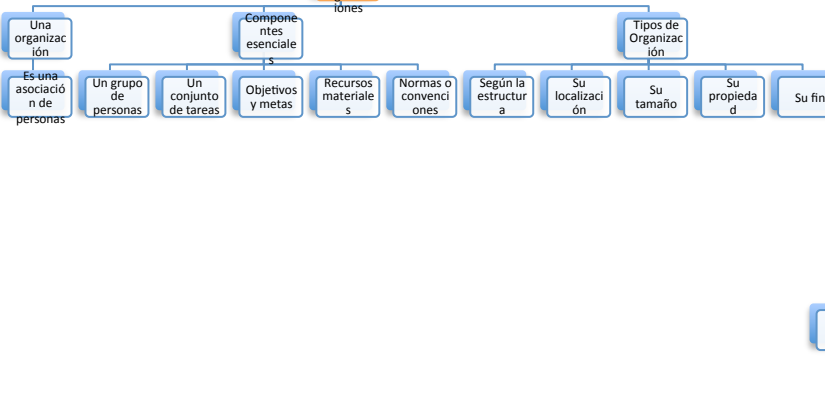 iones
Una
organizac
ión
Compone
ntes
esenciale
s
Tipos de
Organizac
ión
Es una
asociació
n de
personas
Un grupo
de
personas
Un
conjunto
de tareas
Objetivos
y metas
Recursos
materiale
s
Normas o
convenci
ones
Según la
estructur
a
Su
localizaci
ón
Su
tamaño
Su
propieda
d
Su fin